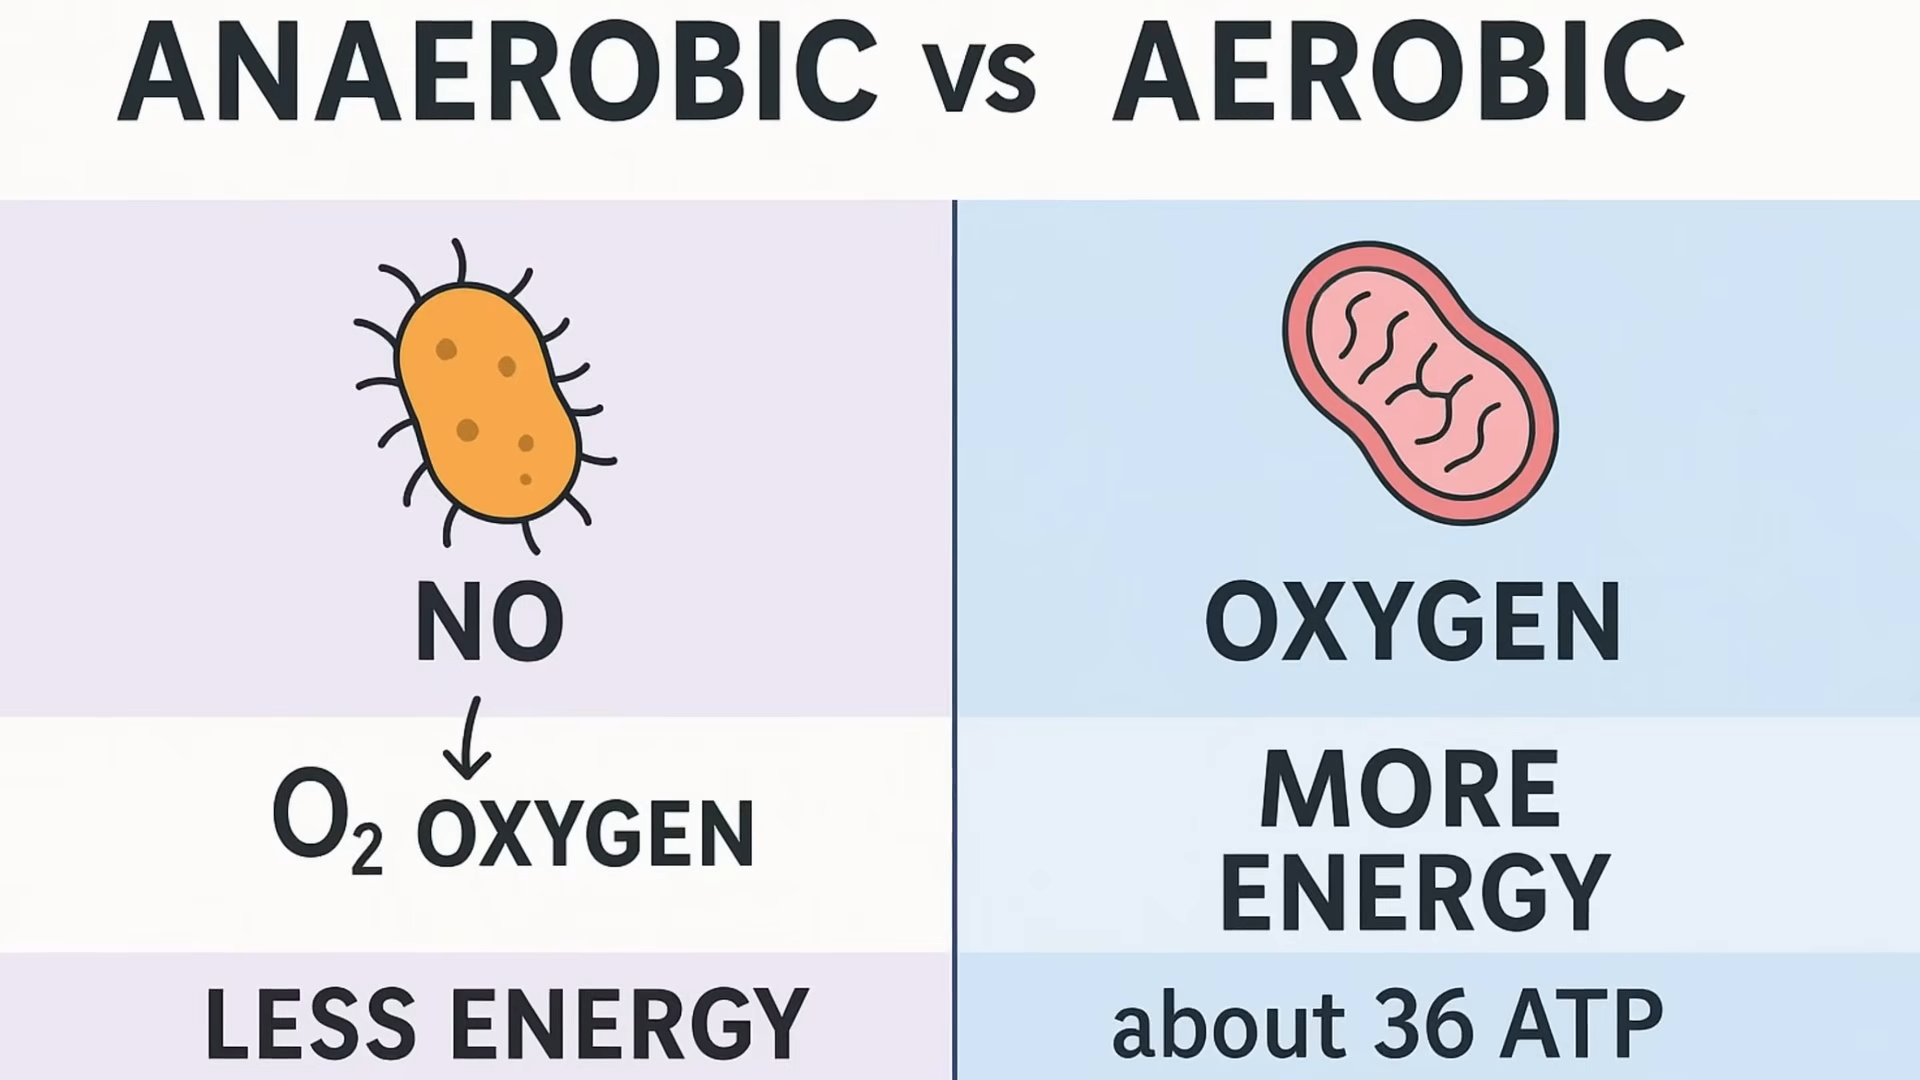 ANAEROBIC vs AEROBIC
NO
O₂ OXYGEN
LESS ENERGY
OXYGEN
MORE
ENERGY
about 36 ATP